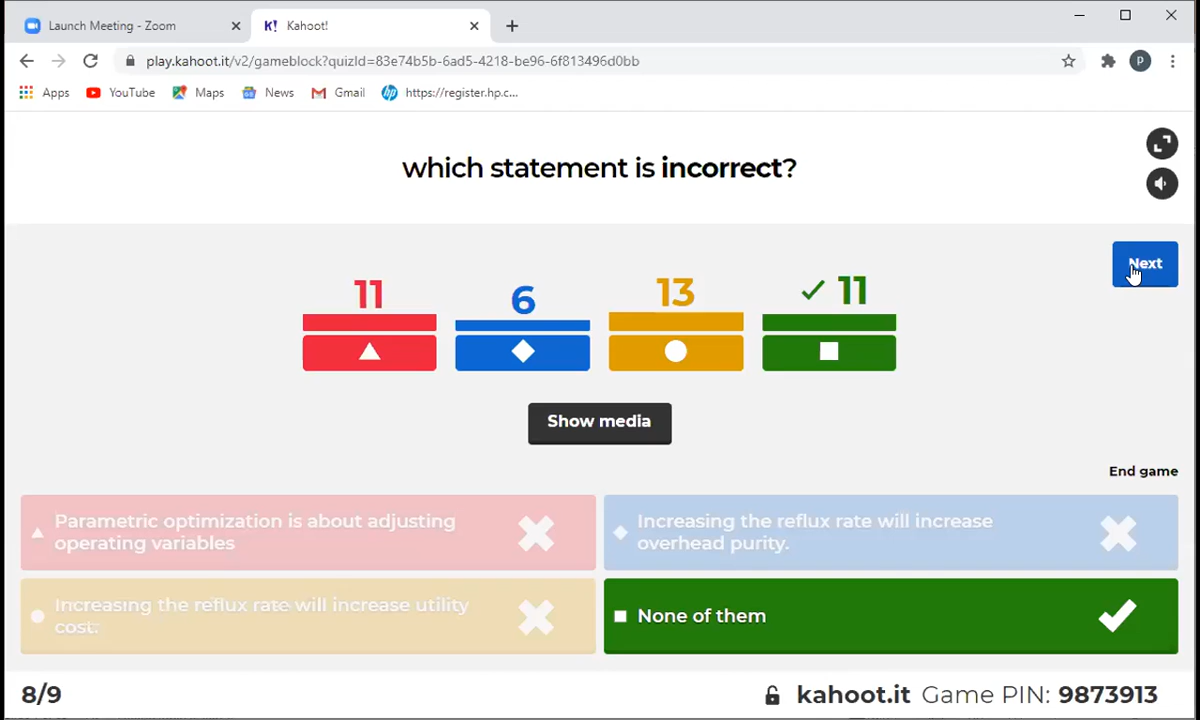 Launch Meeting - Zoom
K! Kahoot!
play.kahoot.it/v2/gameblock?quizId=83e74b5b-6ad5-4218-be96-6f813496d0bb
P
Apps YouTube Maps News Gmail hp https://register.hp.c...
which statement is incorrect?
Next
11 6 13 11
Show media
End game
Parametric optimization is about adjusting
operating variables
Increasing the reflux rate will increase
overhead purity.
Increasing the reflux rate will increase utility
cost.
None of them
8/9
kahoot.it Game PIN: 9873913